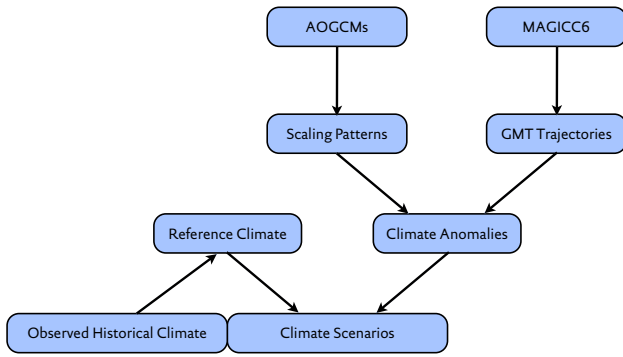 AOGCMs
MAGICC6
Scaling Patterns
GMT Trajectories
Reference Climate
Climate Anomalies
Observed Historical Climate
Climate Scenarios